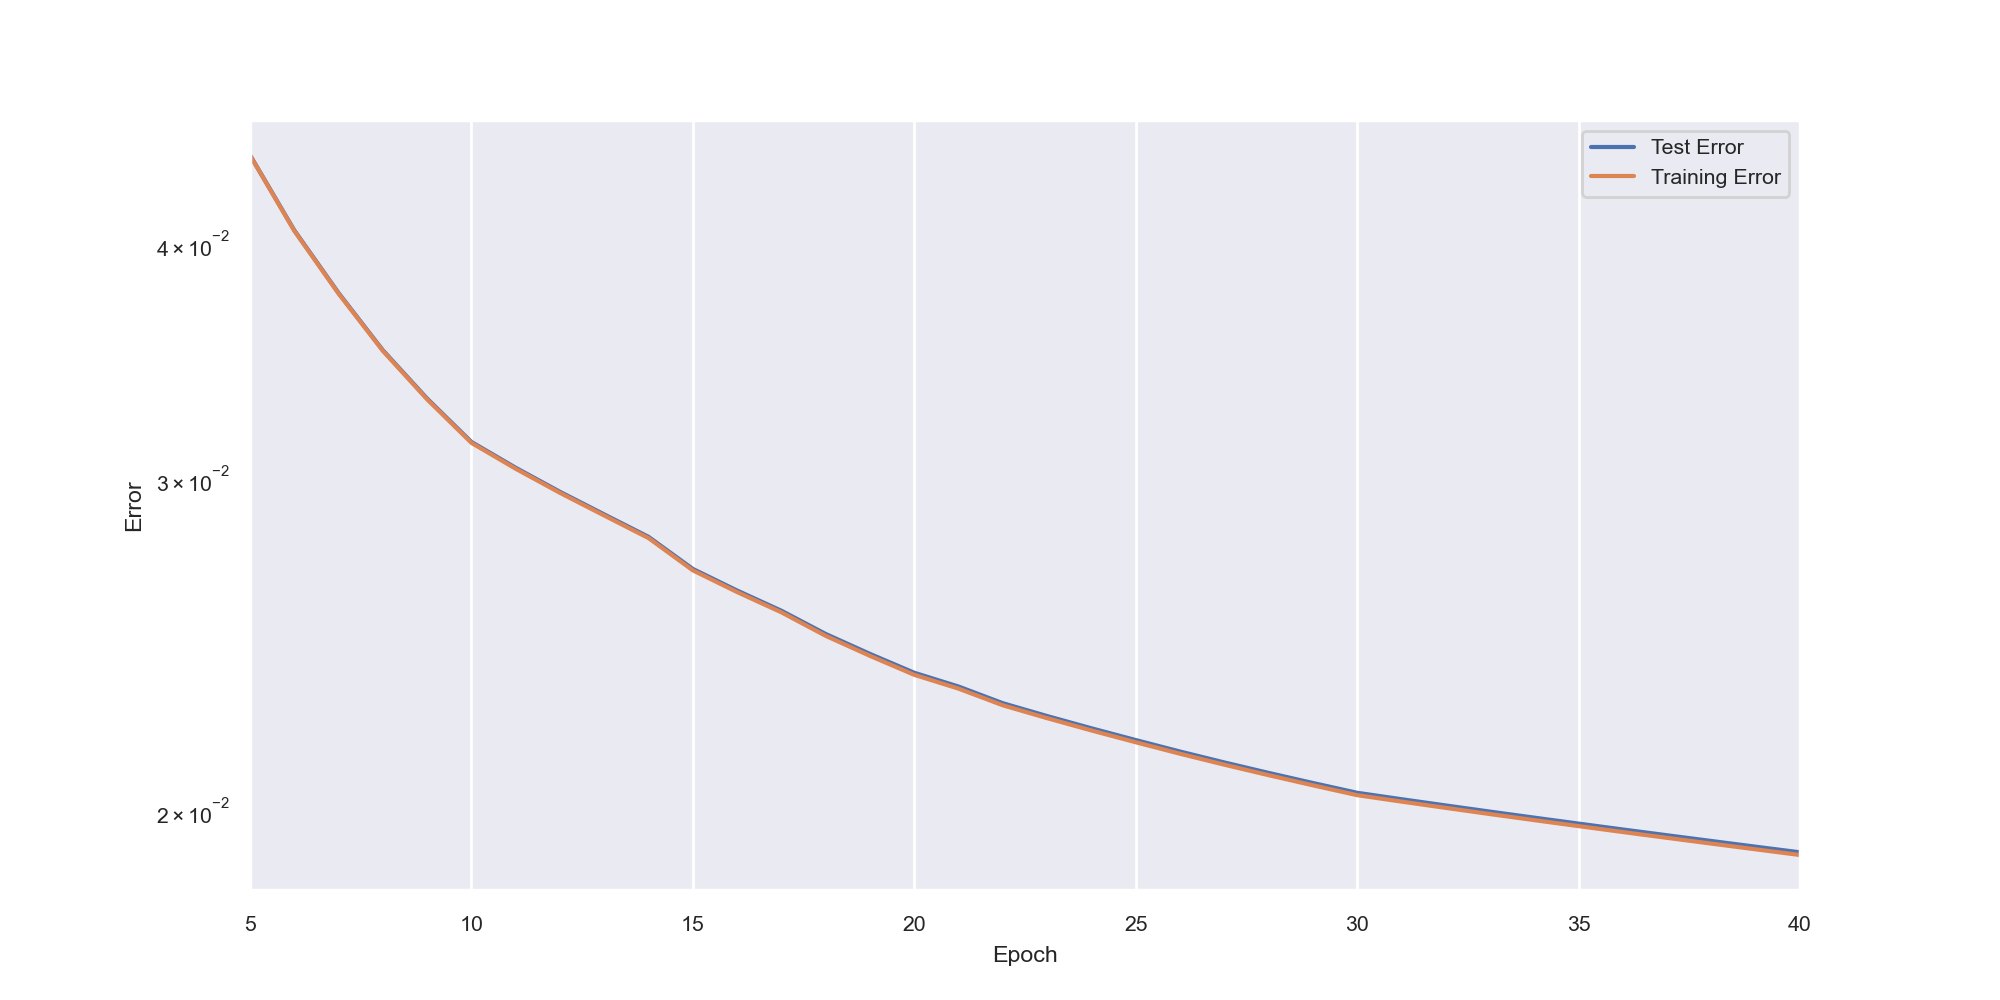 Test Error
Training Error
4 × 10⁻²
3 × 10⁻²
2 × 10⁻²
Error
5 10 15 20 25 30 35 40
Epoch